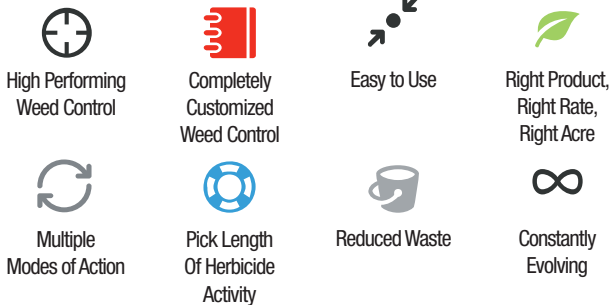 High Performing
Weed Control
Completely
Customized
Weed Control
Easy to Use
Right Product,
Right Rate,
Right Acre
Multiple
Modes of Action
Pick Length
Of Herbicide
Activity
Reduced Waste
Constantly
Evolving